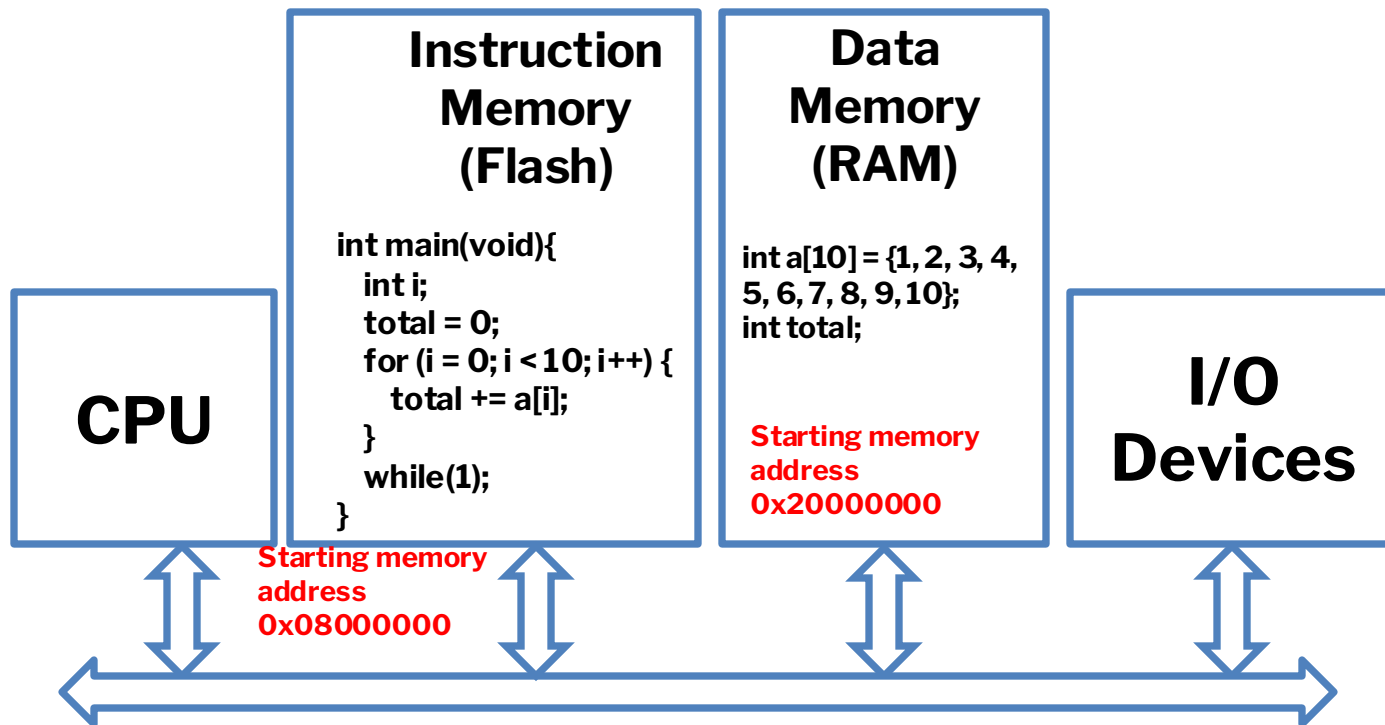 Instruction
Memory
(Flash)
int main(void){
int i;
total = 0;
for (i = 0; i < 10; i++) {
total += a[i];
}
while(1);
}
Data
Memory
(RAM)
int a[10] = {1, 2, 3, 4,
5, 6, 7, 8, 9, 10};
int total;
Starting memory
address
0x20000000
CPU
I/O
Devices
Starting memory
address
0x08000000